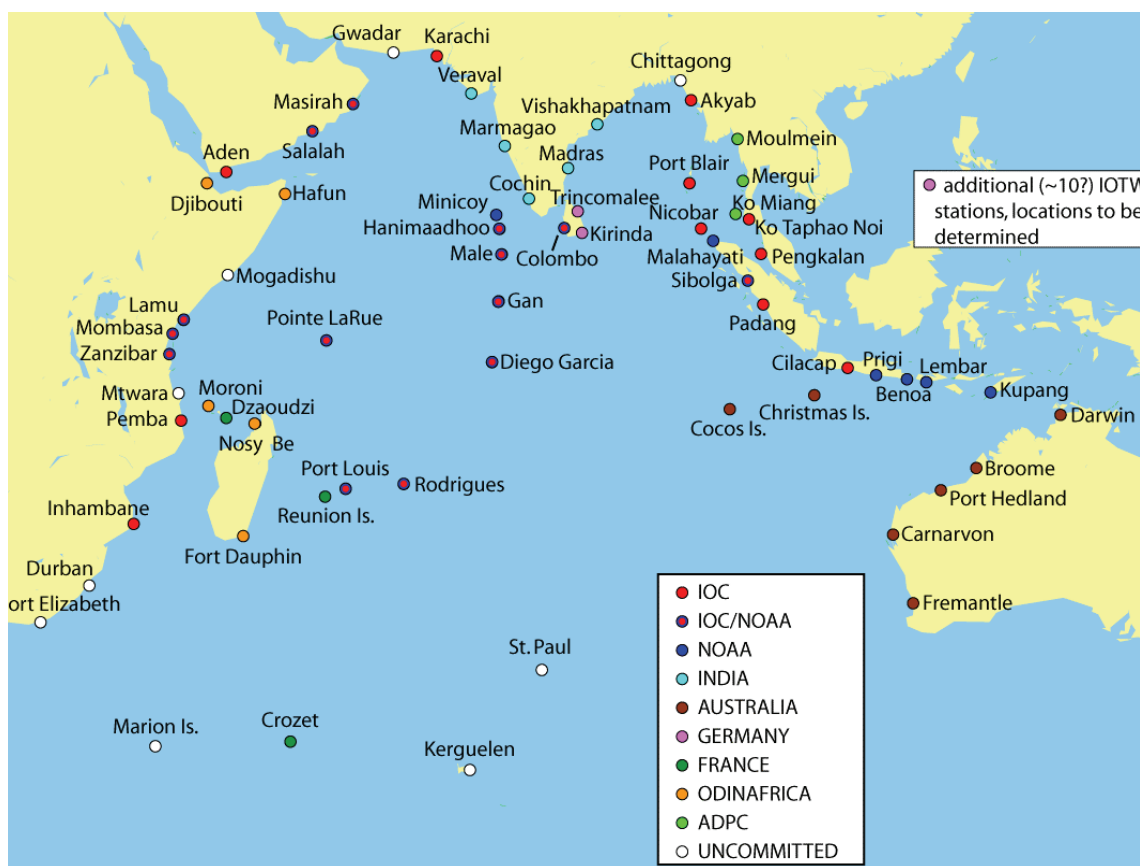 Gwadar
Karachi
Chittagong
Veraval
Akyab
Masirah
Vishakhapatnam
Salalah
Marmagao
Moulmein
Aden
Madras
Port Blair
Mergui
additional (~10?) IOTW
stations, locations to be
determined
Djibouti
Hafun
Cochin
Trincomalee
Ko Miang
Minicoy
Nicobar
Ko Taphao Noi
Hanimaadhoo
Kirinda
Male
Colombo
Malahayati
Pengkalan
Mogadishu
Sibolga
Gan
Lamu
Pointe LaRue
Padang
Mombasa
Zanzibar
Diego Garcia
Cilacap
Prigi
Lembar
Mtwara
Moroni
Benoa
Kupang
Dzaoudzi
Christmas Is.
Pemba
Cocos Is.
Darwin
Nosy Be
Port Louis
Rodrigues
Broome
Inhambane
Reunion Is.
Port Hedland
Carnarvon
Fort Dauphin
Durban
ort Elizabeth
Fremantle
St. Paul
Marion Is.
Crozet
Kerguelen
IOC
IOC/NOAA
NOAA
INDIA
AUSTRALIA
GERMANY
FRANCE
ODINAFRICA
ADPC
UNCOMMITTED